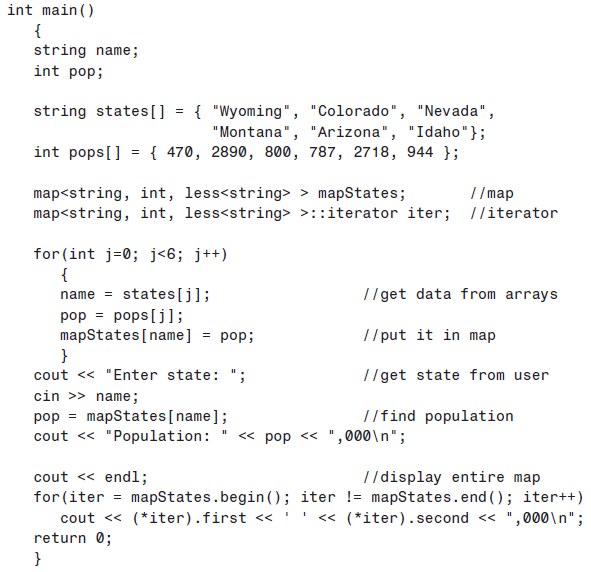 int main()
{
string name;
int pop;
string states[] = { "Wyoming", "Colorado", "Nevada",
"Montana", "Arizona", "Idaho"};
int pops[] = { 470, 2890, 800, 787, 2718, 944 };
map<string, int, less<string> > mapStates; //map
map<string, int, less<string> >::iterator iter; //iterator
for(int j=0; j<6; j++)
{
name = states[j]; //get data from arrays
pop = pops[j];
mapStates[name] = pop; //put it in map
}
cout << "Enter state: "; //get state from user
cin >> name;
pop = mapStates[name]; //find population
cout << "Population: " << pop << ",000\n";
cout << endl; //display entire map
for(iter = mapStates.begin(); iter != mapStates.end(); iter++)
cout << (*iter).first << ' ' << (*iter).second << ",000\n";
return 0;
}